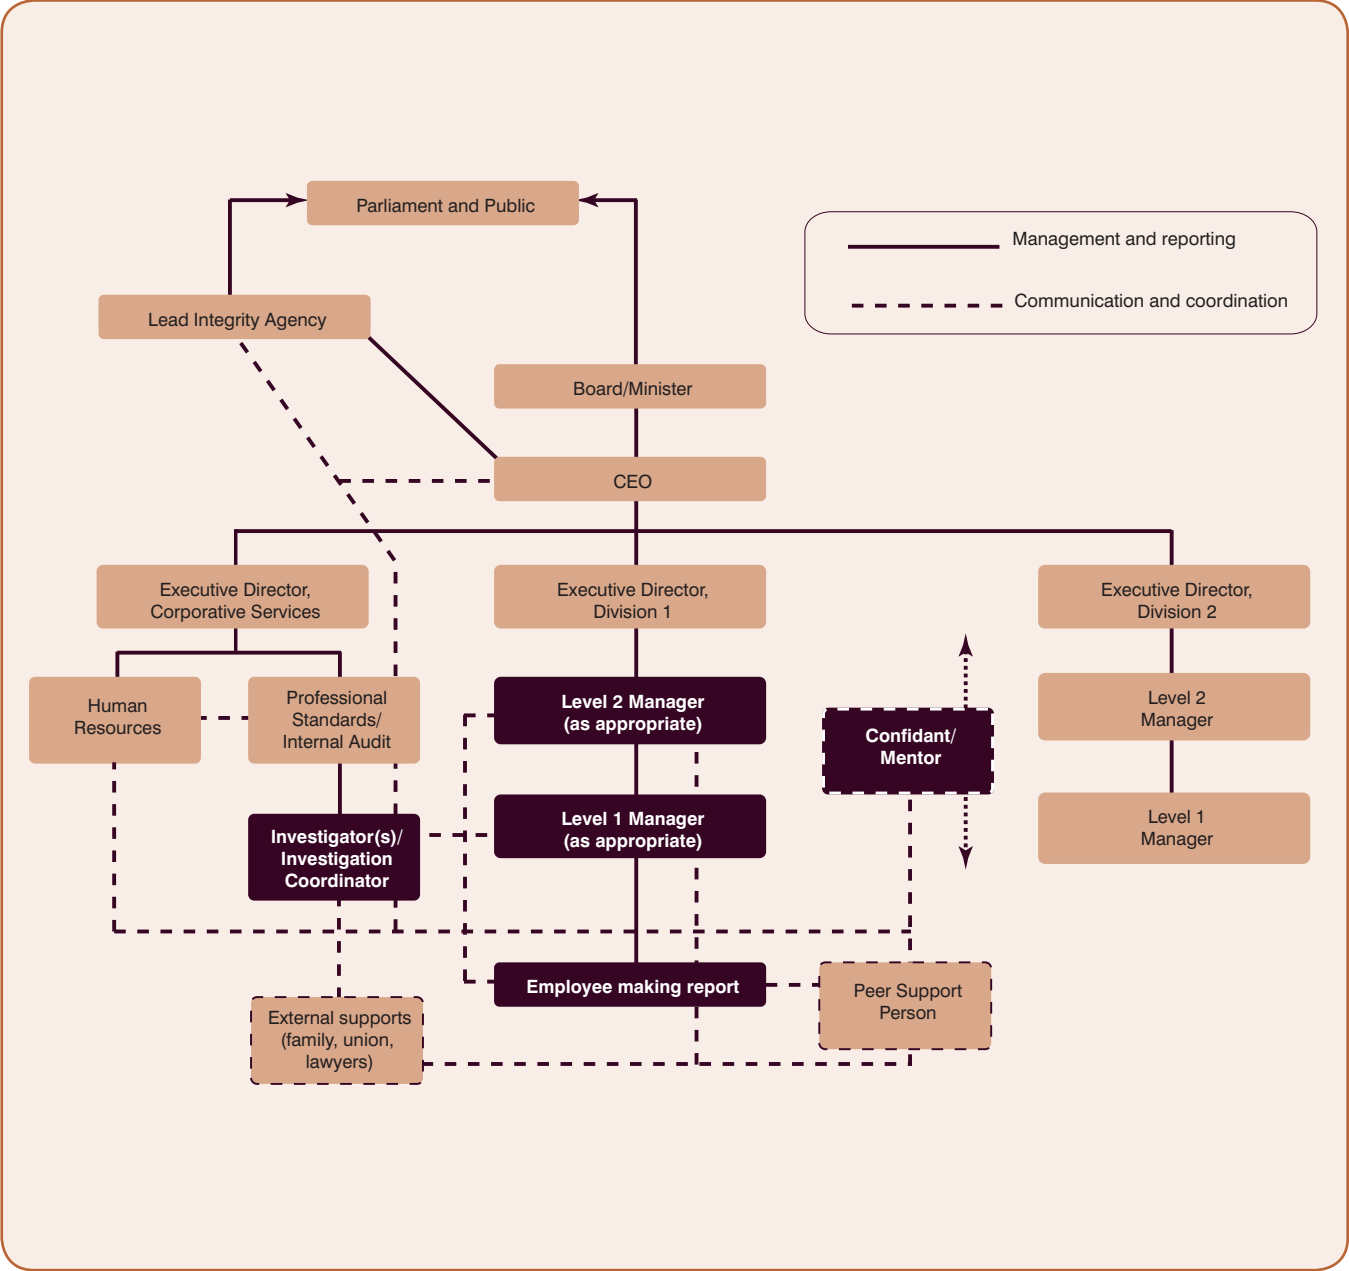 Parliament and Public
Management and reporting
Communication and coordination
Lead Integrity Agency
Board/Minister
CEO
Executive Director,
Corporative Services
Executive Director,
Division 1
Executive Director,
Division 2
Human
Resources
Professional
Standards/
Internal Audit
Level 2 Manager
(as appropriate)
Confidant/
Mentor
Level 2
Manager
Investigator(s)/
Investigation
Coordinator
Level 1 Manager
(as appropriate)
Level 1
Manager
Employee making report
Peer Support
Person
External supports
(family, union,
lawyers)